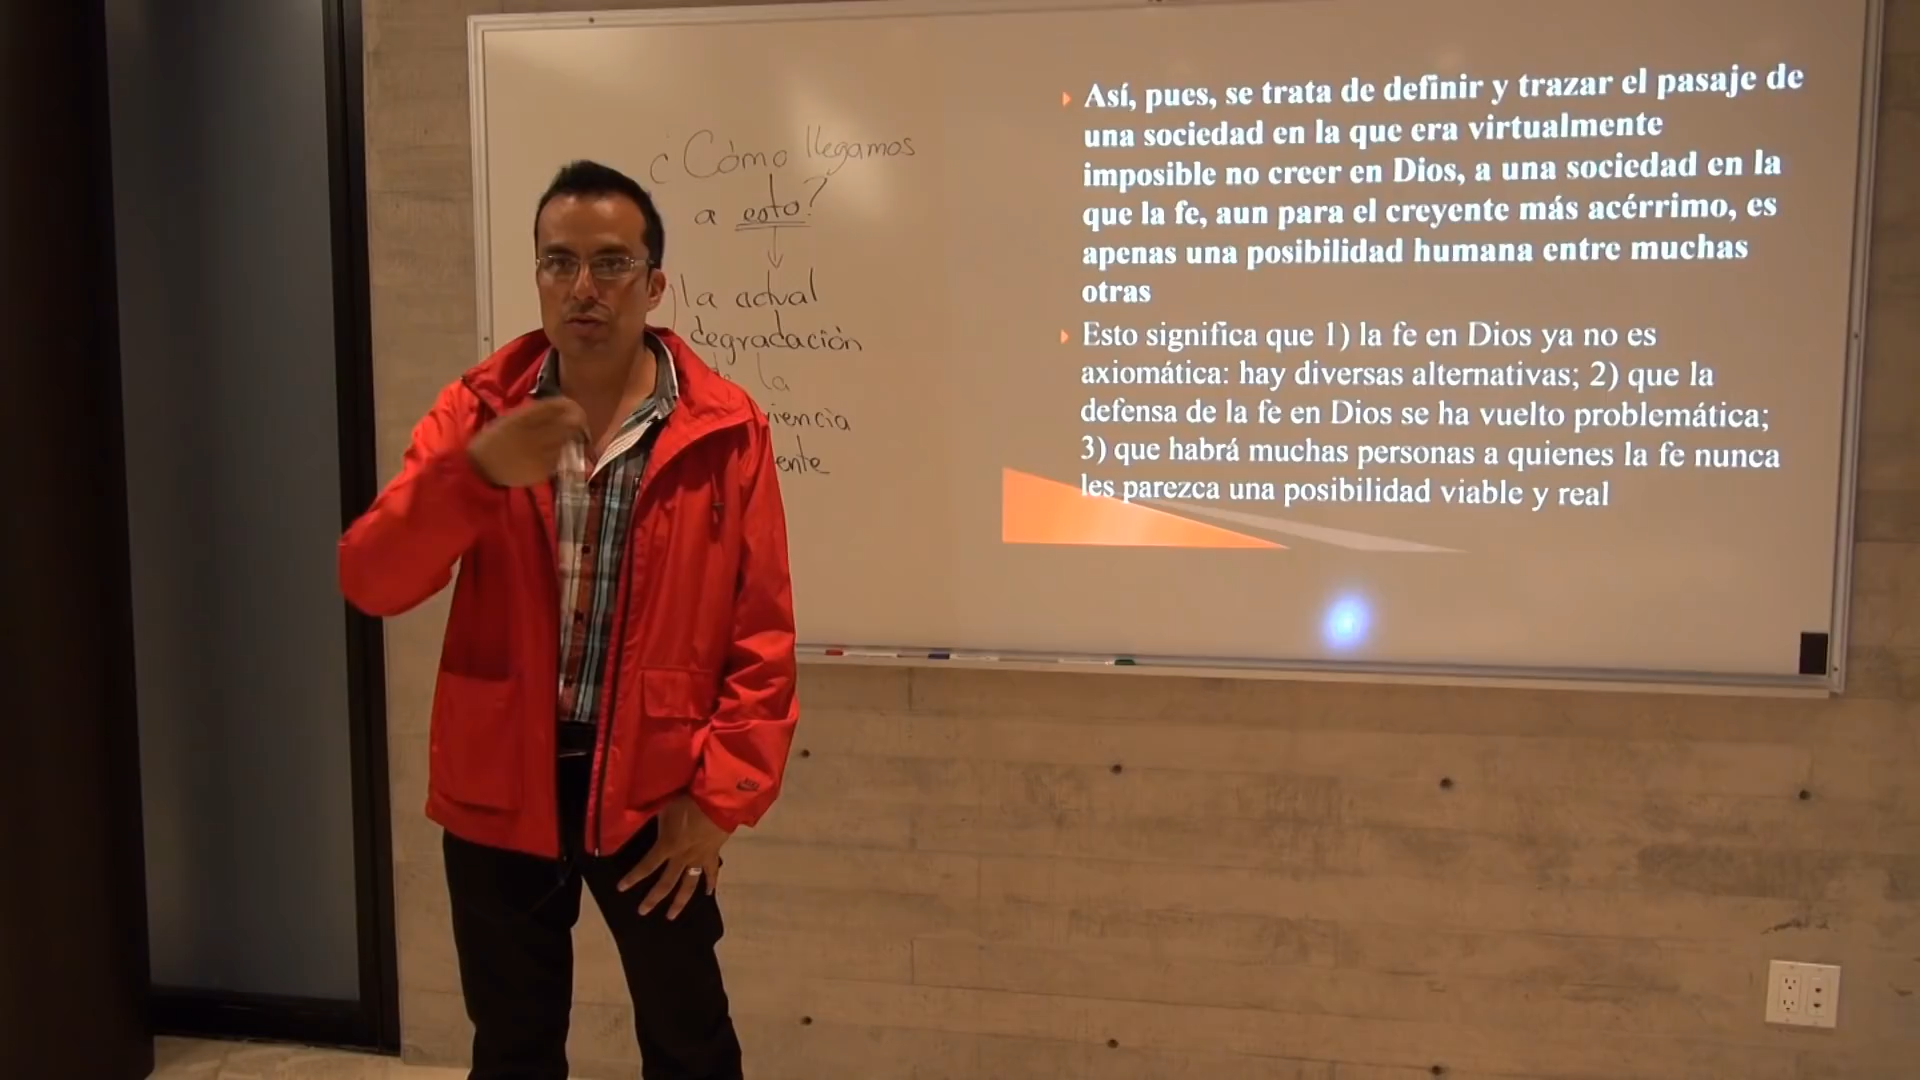 ¿Cómo llegamos
a esto?
la actual
degradación
de la
viencia
ente
Así, pues, se trata de definir y trazar el pasaje de
una sociedad en la que era virtualmente
imposible no creer en Dios, a una sociedad en la
que la fe, aun para el creyente más acérrimo, es
apenas una posibilidad humana entre muchas
otras
Esto significa que 1) la fe en Dios ya no es
axiomática: hay diversas alternativas; 2) que la
defensa de la fe en Dios se ha vuelto problemática;
3) que habrá muchas personas a quienes la fe nunca
les parezca una posibilidad viable y real